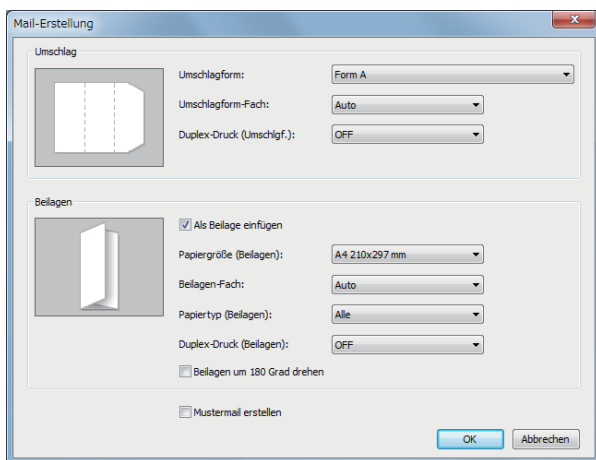 Mail-Erstellung
Umschlag
Umschlagform: Form A
Umschlagform-Fach: Auto
Duplex-Druck (Umschlgf.): OFF
Beilagen
Als Beilage einfügen
Papiergröße (Beilagen): A4 210x297 mm
Beilagen-Fach: Auto
Papiertyp (Beilagen): Alle
Duplex-Druck (Beilagen): OFF
Beilagen um 180 Grad drehen
Mustermail erstellen
OK Abbrechen